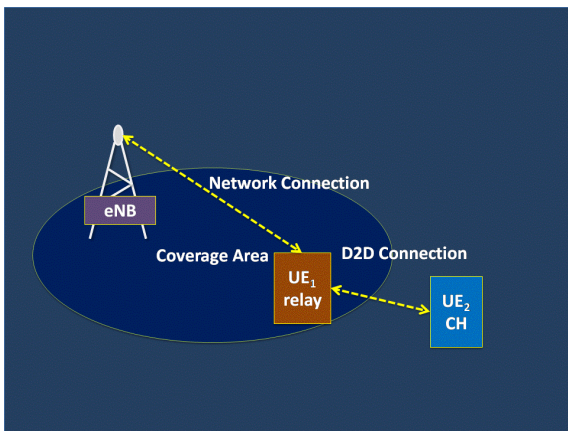 Network Connection
eNB
Coverage Area
D2D Connection
UE₁
relay
UE₂
CH